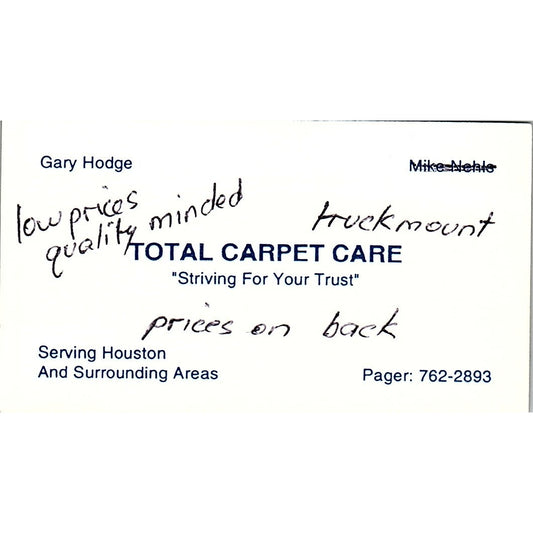 Gary Hodge
Mike Nehls
low prices
quality minded
truckmount
TOTAL CARPET CARE
"Striving For Your Trust"
prices on back
Serving Houston
And Surrounding Areas
Pager: 762-2893